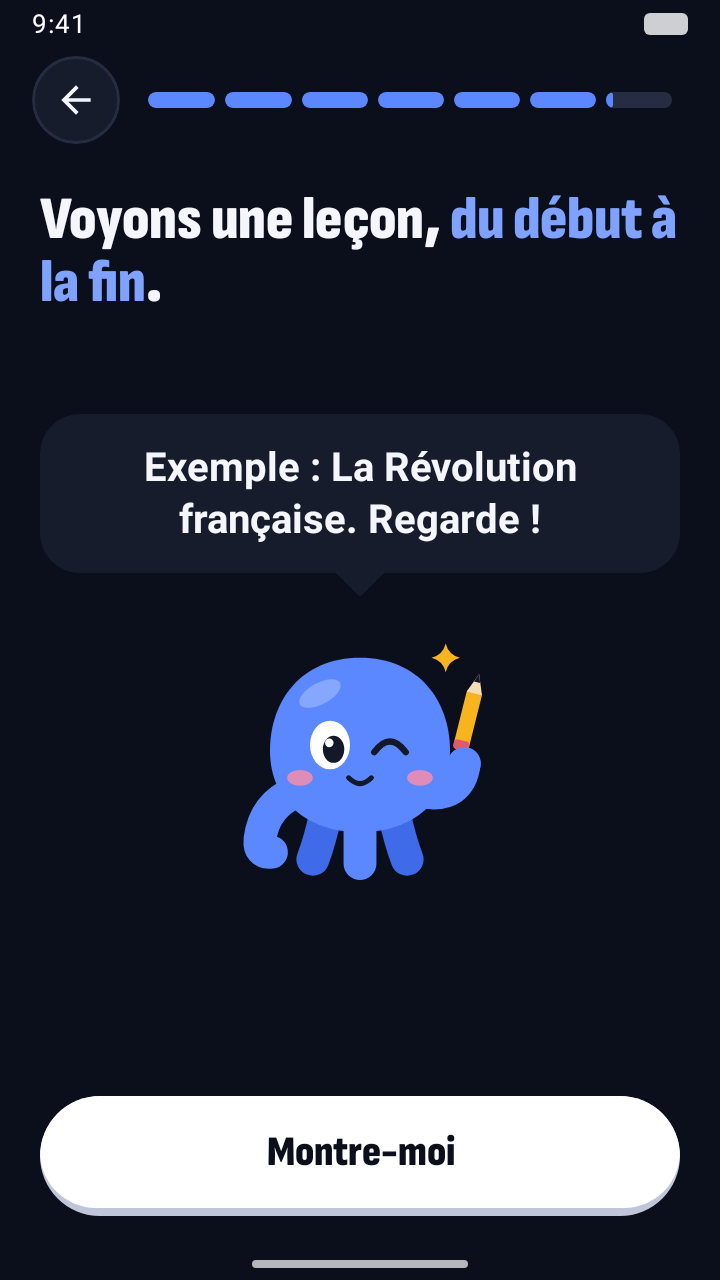 9:41
Voyons une leçon, du début à
la fin.
Exemple : La Révolution
française. Regarde !
Montre-moi